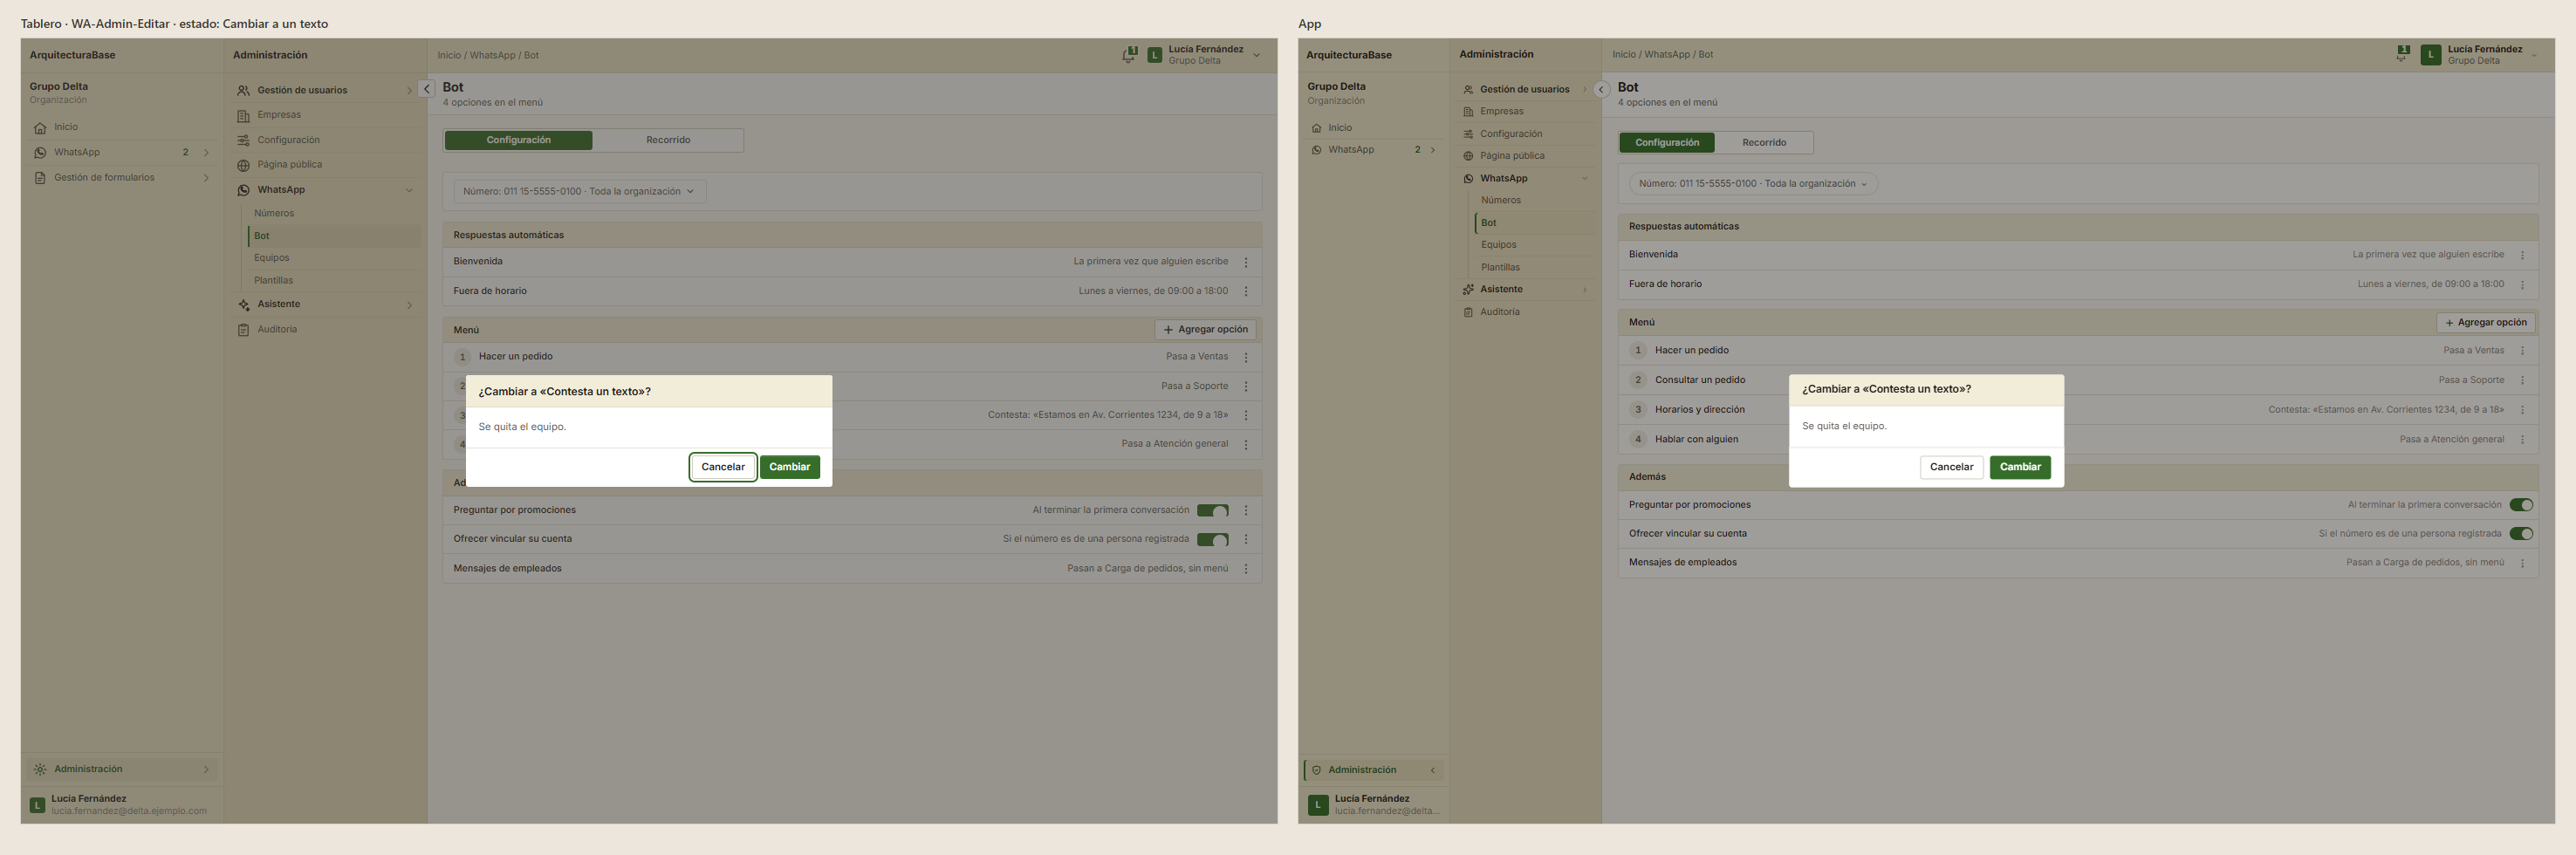 Tablero · WA-Admin-Editar · estado: Cambiar a un texto
ArquitecturaBase
Grupo Delta
Organización
Inicio
WhatsApp 2
Gestión de formularios
Administración
Lucía Fernández
lucia.fernandez@delta.ejemplo.com
Administración
Gestión de usuarios
Empresas
Configuración
Página pública
WhatsApp
Números
Bot
Equipos
Plantillas
Asistente
Auditoría
Inicio / WhatsApp / Bot
1
L
Lucía Fernández
Grupo Delta
Bot
4 opciones en el menú
Configuración Recorrido
Número: 011 15-5555-0100 · Toda la organización
Respuestas automáticas
Bienvenida La primera vez que alguien escribe
Fuera de horario Lunes a viernes, de 09:00 a 18:00
Menú + Agregar opción
1 Hacer un pedido Pasa a Ventas
2 Pasa a Soporte
3 Contesta: «Estamos en Av. Corrientes 1234, de 9 a 18»
4 Pasa a Atención general
¿Cambiar a «Contesta un texto»?
Se quita el equipo.
Cancelar Cambiar
Ad
Preguntar por promociones Al terminar la primera conversación
Ofrecer vincular su cuenta Si el número es de una persona registrada
Mensajes de empleados Pasan a Carga de pedidos, sin menú
L
App
ArquitecturaBase
Grupo Delta
Organización
Inicio
WhatsApp 2
Administración
L
Lucía Fernández
lucia.fernandez@delta...
Administración
Gestión de usuarios
Empresas
Configuración
Página pública
WhatsApp
Números
Bot
Equipos
Plantillas
Asistente
Auditoría
Inicio / WhatsApp / Bot
1
L
Lucía Fernández
Grupo Delta
Bot
4 opciones en el menú
Configuración Recorrido
Número: 011 15-5555-0100 · Toda la organización
Respuestas automáticas
Bienvenida La primera vez que alguien escribe
Fuera de horario Lunes a viernes, de 09:00 a 18:00
Menú + Agregar opción
1 Hacer un pedido Pasa a Ventas
2 Consultar un pedido Pasa a Soporte
3 Horarios y dirección Contesta: «Estamos en Av. Corrientes 1234, de 9 a 18»
4 Hablar con alguien Pasa a Atención general
¿Cambiar a «Contesta un texto»?
Se quita el equipo.
Cancelar Cambiar
Además
Preguntar por promociones Al terminar la primera conversación
Ofrecer vincular su cuenta Si el número es de una persona registrada
Mensajes de empleados Pasan a Carga de pedidos, sin menú